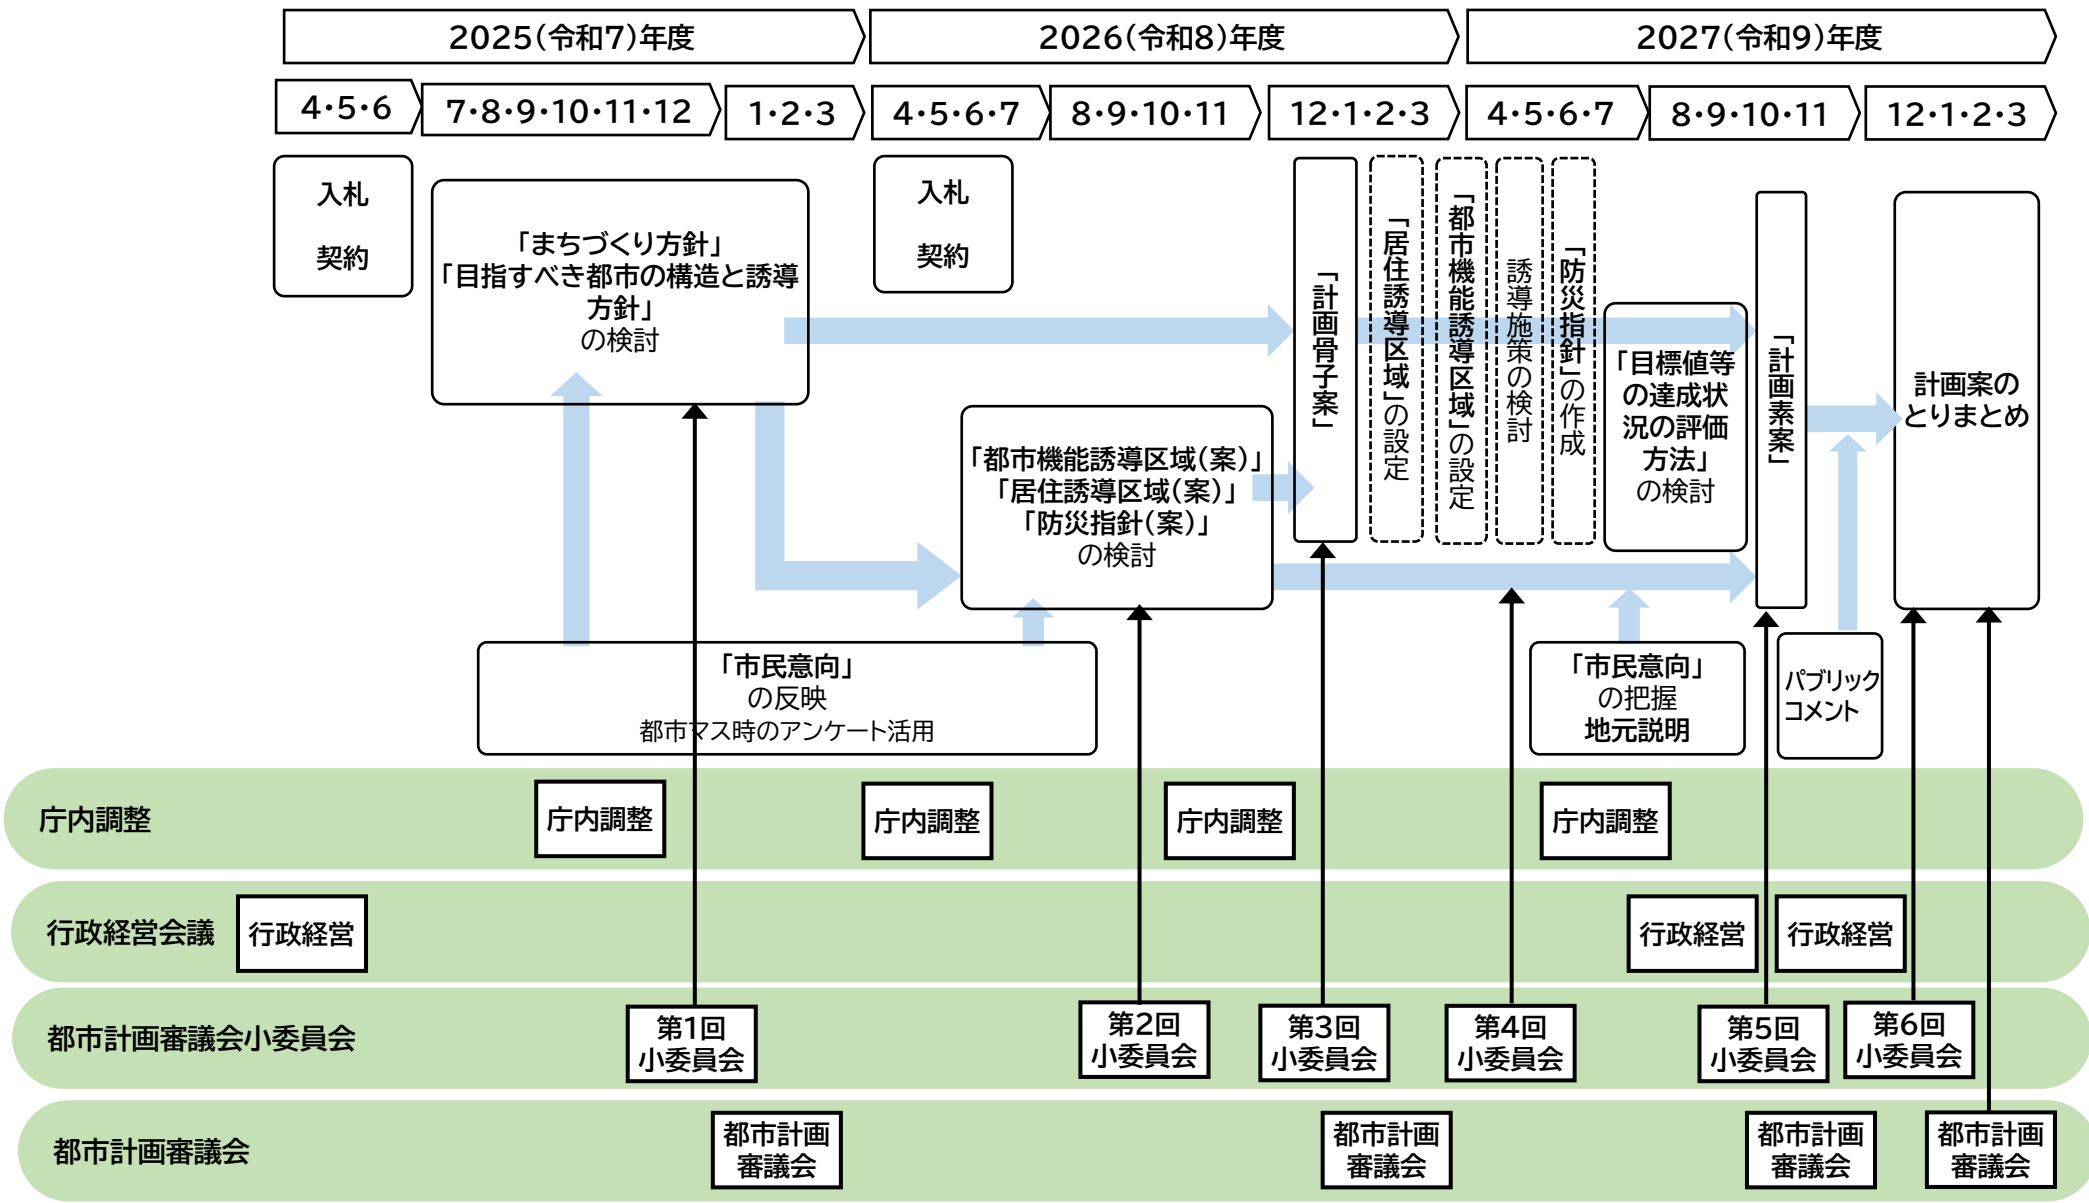 2025(令和7)年度
2026(令和8)年度
2027(令和9)年度
4・5・6
7・8・9・10・11・12
1・2・3
4・5・6・7
8・9・10・11
12・1・2・3
4・5・6・7
8・9・10・11
12・1・2・3
入札
契約
「まちづくり方針」
「目指すべき都市の構造と誘導
方針」
の検討
入札
契約
「都市機能誘導区域(案)」
「居住誘導区域(案)」
「防災指針(案)」
の検討
「計画骨子案」
「居住誘導区域」の設定
「都市機能誘導区域」の設定
誘導施策の検討
「防災指針」の作成
「目標値等
の達成状
況の評価
方法」
の検討
「計画素案」
計画案の
とりまとめ
「市民意向」
の反映
都市マス時のアンケート活用
「市民意向」
の把握
地元説明
パブリック
コメント
庁内調整
庁内調整
庁内調整
庁内調整
庁内調整
行政経営会議
行政経営
行政経営
行政経営
都市計画審議会小委員会
第1回
小委員会
第2回
小委員会
第3回
小委員会
第4回
小委員会
第5回
小委員会
第6回
小委員会
都市計画審議会
都市計画
審議会
都市計画
審議会
都市計画
審議会
都市計画
審議会